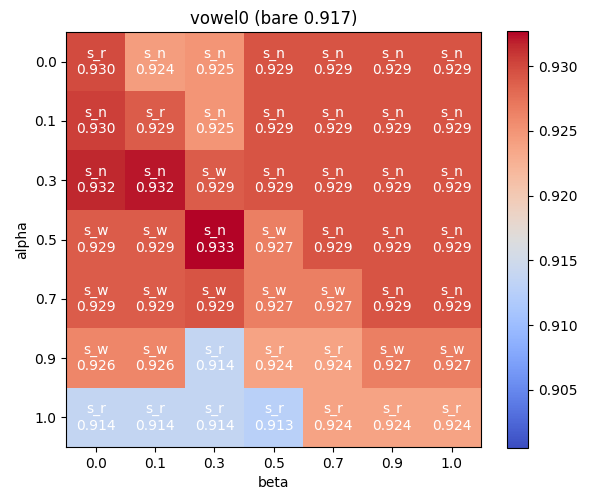 vowel0 (bare 0.917)
s_r s_n s_n s_n s_n s_n s_n
0.0 0.930 0.924 0.925 0.929 0.929 0.929 0.929
s_n s_r s_n s_n s_n s_n s_n
0.1 0.930 0.929 0.925 0.929 0.929 0.929 0.929
s_n s_n s_w s_n s_n s_n s_n
0.3 0.932 0.932 0.929 0.929 0.929 0.929 0.929
s_w s_w s_n s_w s_n s_n s_n
0.5 0.929 0.929 0.933 0.927 0.929 0.929 0.929
s_w s_w s_w s_w s_w s_n s_n
0.7 0.929 0.929 0.929 0.927 0.927 0.929 0.929
s_w s_w s_r s_r s_r s_w s_w
0.9 0.926 0.926 0.914 0.924 0.924 0.927 0.927
s_r s_r s_r s_r s_r s_r s_r
1.0 0.914 0.914 0.914 0.913 0.924 0.924 0.924
0.0 0.1 0.3 0.5 0.7 0.9 1.0
beta
alpha
0.930
0.925
0.920
0.915
0.910
0.905